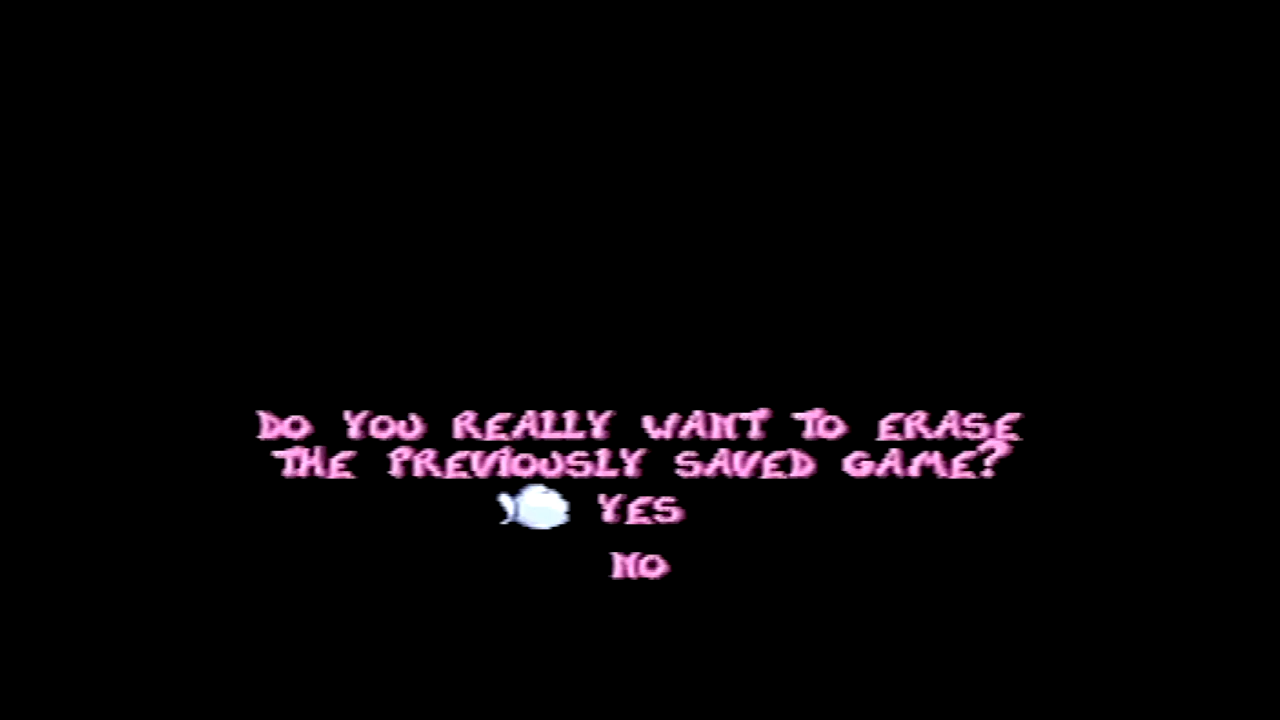 DO YOU REALLY WANT TO ERASE
THE PREVIOUSLY SAVED GAME?
YES
NO